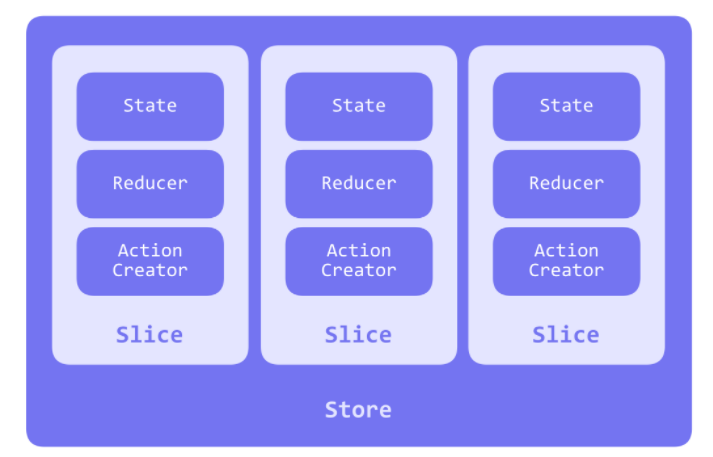 State
Reducer
Action
Creator
Slice
State
Reducer
Action
Creator
Slice
State
Reducer
Action
Creator
Slice
Store